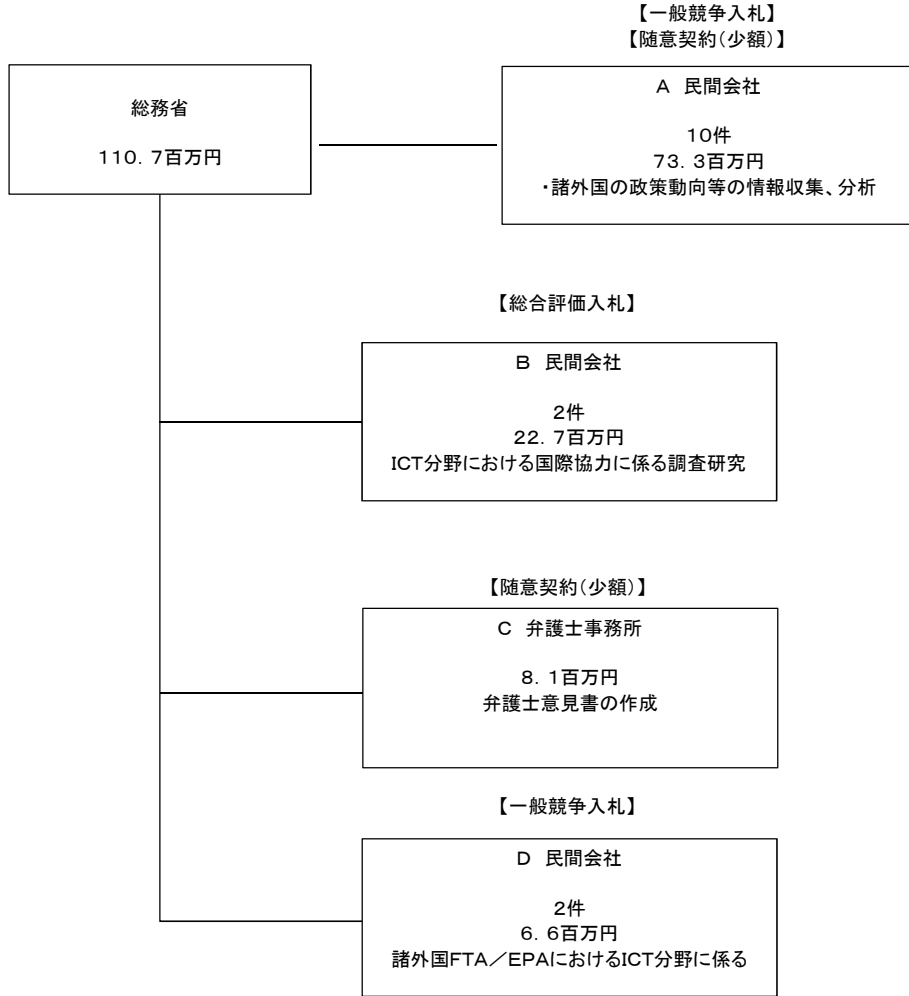 【一般競争入札】
【随意契約(少額)】
総務省
110．7百万円
A　民間会社
10件
73．3百万円
・諸外国の政策動向等の情報収集、分析
【総合評価入札】
B　民間会社
2件
22．7百万円
ICT分野における国際協力に係る調査研究
【随意契約(少額)】
C　弁護士事務所
8．1百万円
弁護士意見書の作成
【一般競争入札】
D　民間会社
2件
6．6百万円
諸外国FTA／EPAにおけるICT分野に係る